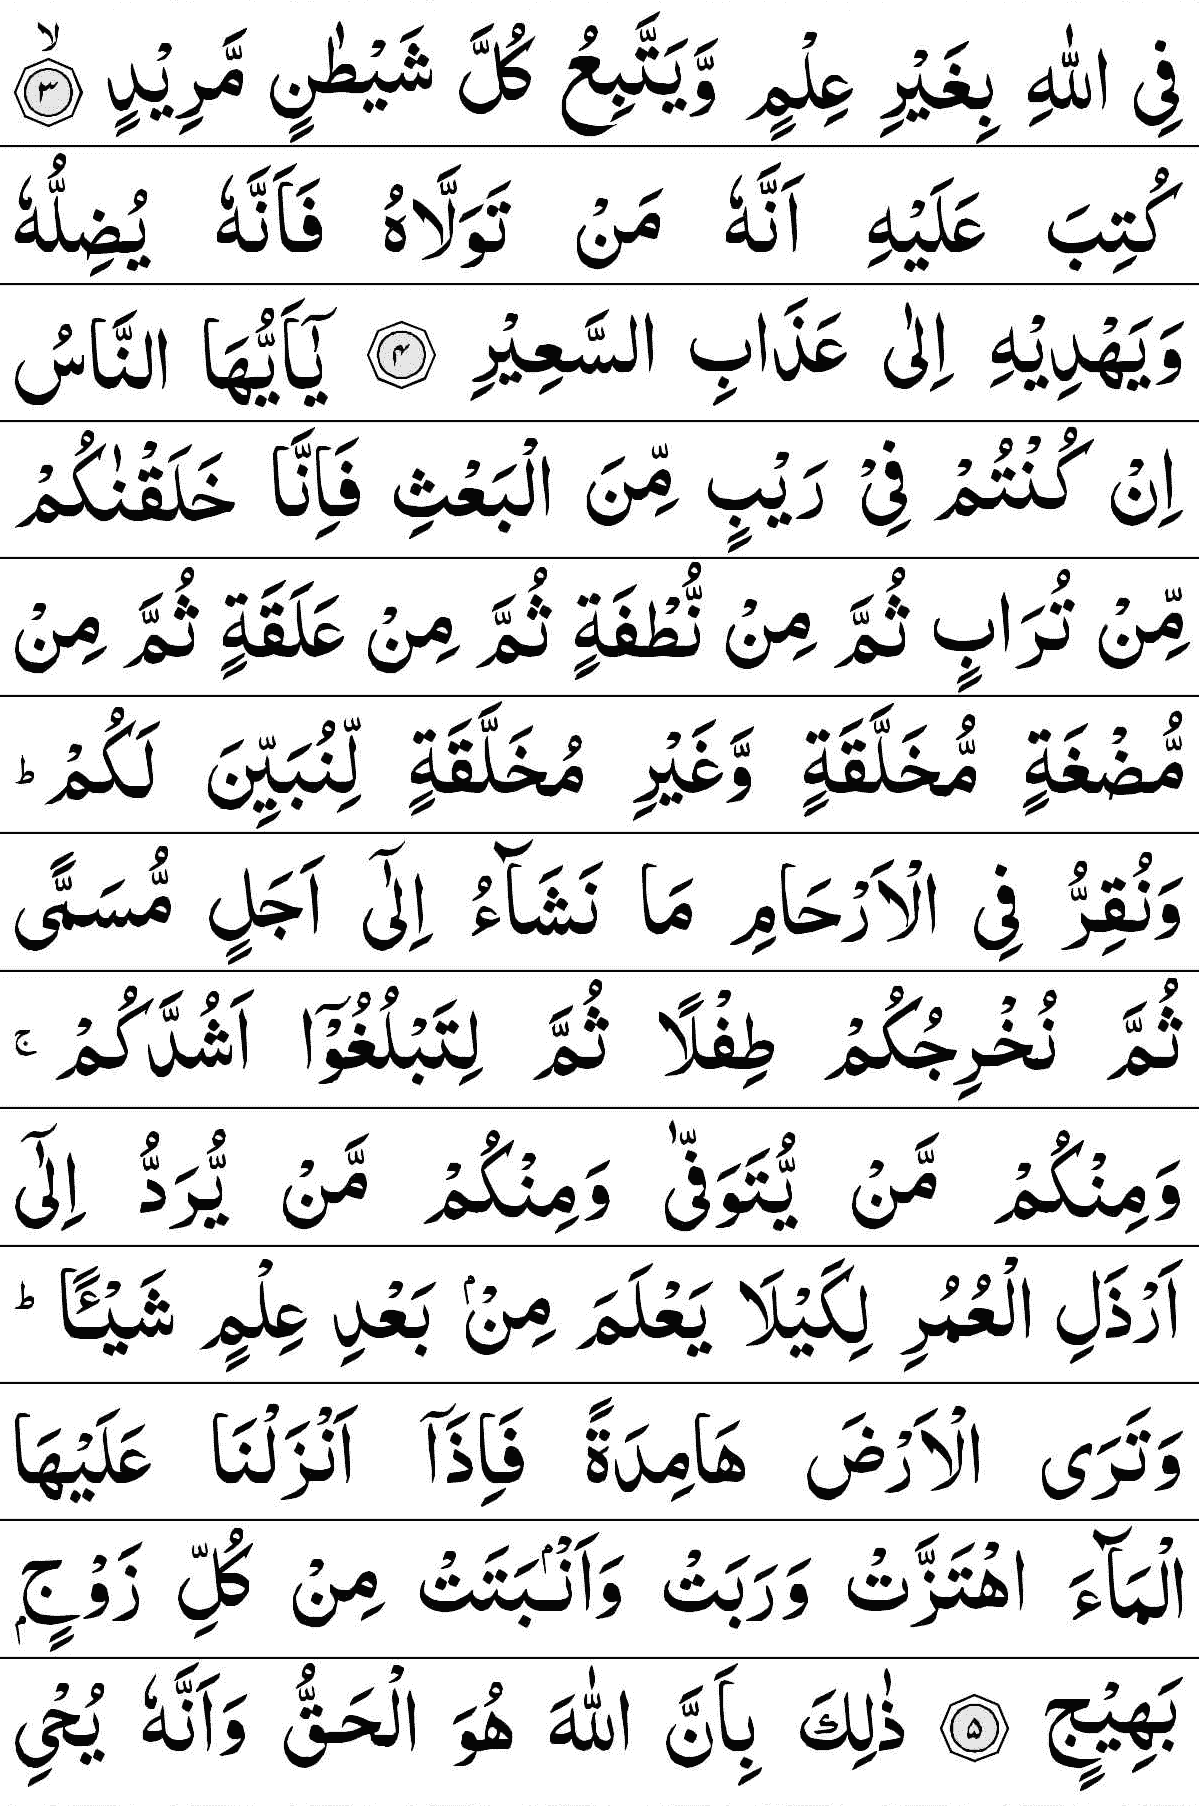 فِی اللّٰهِ بِغَیْرِ عِلْمٍ وَّیَتَّبِعُ كُلَّ شَیْطٰنٍ مَّرِیْدٍ ۙ‏﴿۳﴾
كُتِبَ عَلَیْهِ اَنَّهٗ مَنْ تَوَلَّاهُ فَاَنَّهٗ یُضِلُّهٗ
وَیَهْدِیْهِ اِلٰی عَذَابِ السَّعِیْرِ ﴿۴﴾ یٰۤاَیُّهَا النَّاسُ
اِنْ كُنْتُمْ فِیْ رَیْبٍ مِّنَ الْبَعْثِ فَاِنَّا خَلَقْنٰكُمْ
مِّنْ تُرَابٍ ثُمَّ مِنْ نُّطْفَةٍ ثُمَّ مِنْ عَلَقَةٍ ثُمَّ مِنْ
مُّضْغَةٍ مُّخَلَّقَةٍ وَّغَیْرِ مُخَلَّقَةٍ لِّنُبَیِّنَ لَكُمْ ؕ
وَنُقِرُّ فِی الْاَرْحَامِ مَا نَشَآءُ اِلٰۤی اَجَلٍ مُّسَمًّی
ثُمَّ نُخْرِجُكُمْ طِفْلًا ثُمَّ لِتَبْلُغُوْۤا اَشُدَّكُمْ ۚ
وَمِنْكُمْ مَّنْ یُّتَوَفّٰی وَمِنْكُمْ مَّنْ یُّرَدُّ اِلٰۤی
اَرْذَلِ الْعُمُرِ لِكَیْلَا یَعْلَمَ مِنْۢ بَعْدِ عِلْمٍ شَیْـًٔا ؕ
وَتَرَی الْاَرْضَ هَامِدَةً فَاِذَاۤ اَنْزَلْنَا عَلَیْهَا
الْمَآءَ اهْتَزَّتْ وَرَبَتْ وَاَنْۢبَتَتْ مِنْ كُلِّ زَوْجٍۭ
بَهِیْجٍ ﴿۵﴾ ذٰلِكَ بِاَنَّ اللّٰهَ هُوَ الْحَقُّ وَاَنَّهٗ یُحْیِ